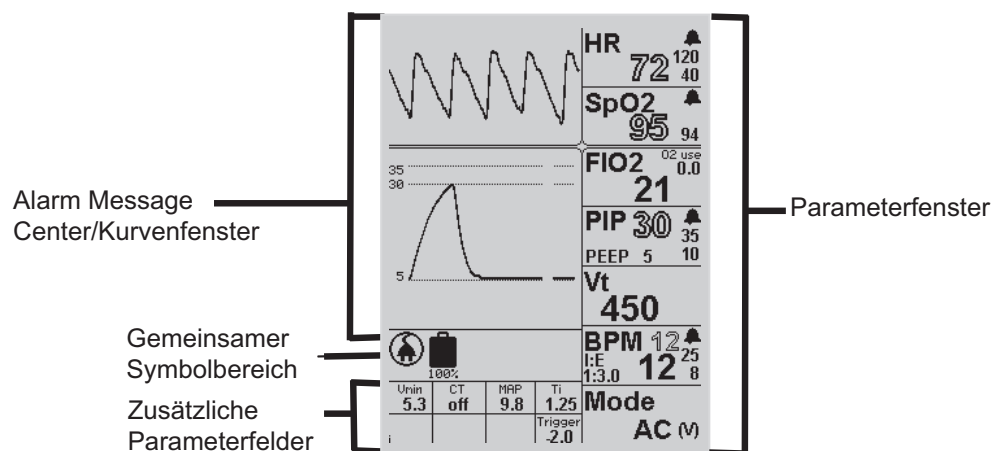 Alarm Message
Center/Kurvenfenster
Gemeinsamer
Symbolbereich
Zusätzliche
Parameterfelder
35
30
5
100%
Vmin CT MAP Ti
5.3 off 9.8 1.25
Trigger
-2.0
HR
72 120
40
SpO2
95 94
FIO2 O2 use
0.0
21
PIP 30 35
PEEP 5 10
Vt
450
BPM 12
I:E 25
1:3.0 12 8
Mode
AC (V)
Parameterfenster